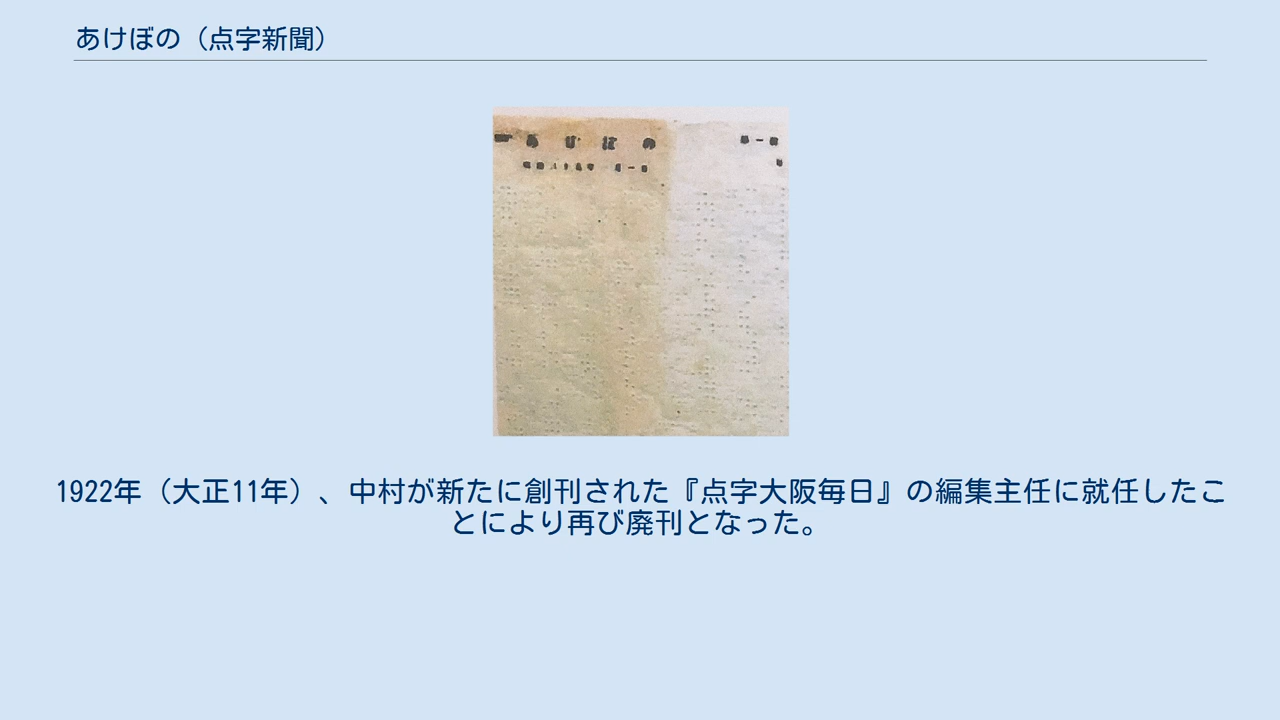 あけぼの（点字新聞）
1922年（大正11年）、中村が新たに創刊された『点字大阪毎日』の編集主任に就任したこ
とにより再び廃刊となった。